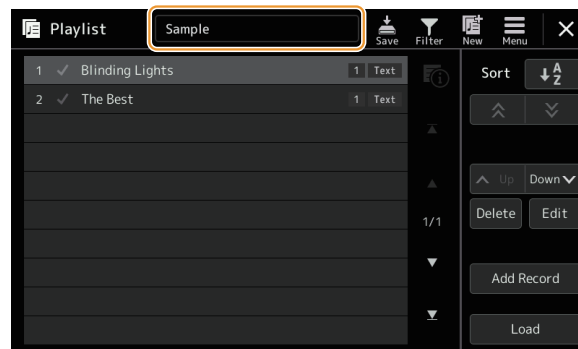 Playlist Sample Save Filter New Menu
1 Blinding Lights 1 Text
2 The Best 1 Text
Sort A Z
Up Down
1/1
Delete Edit
Add Record
Load